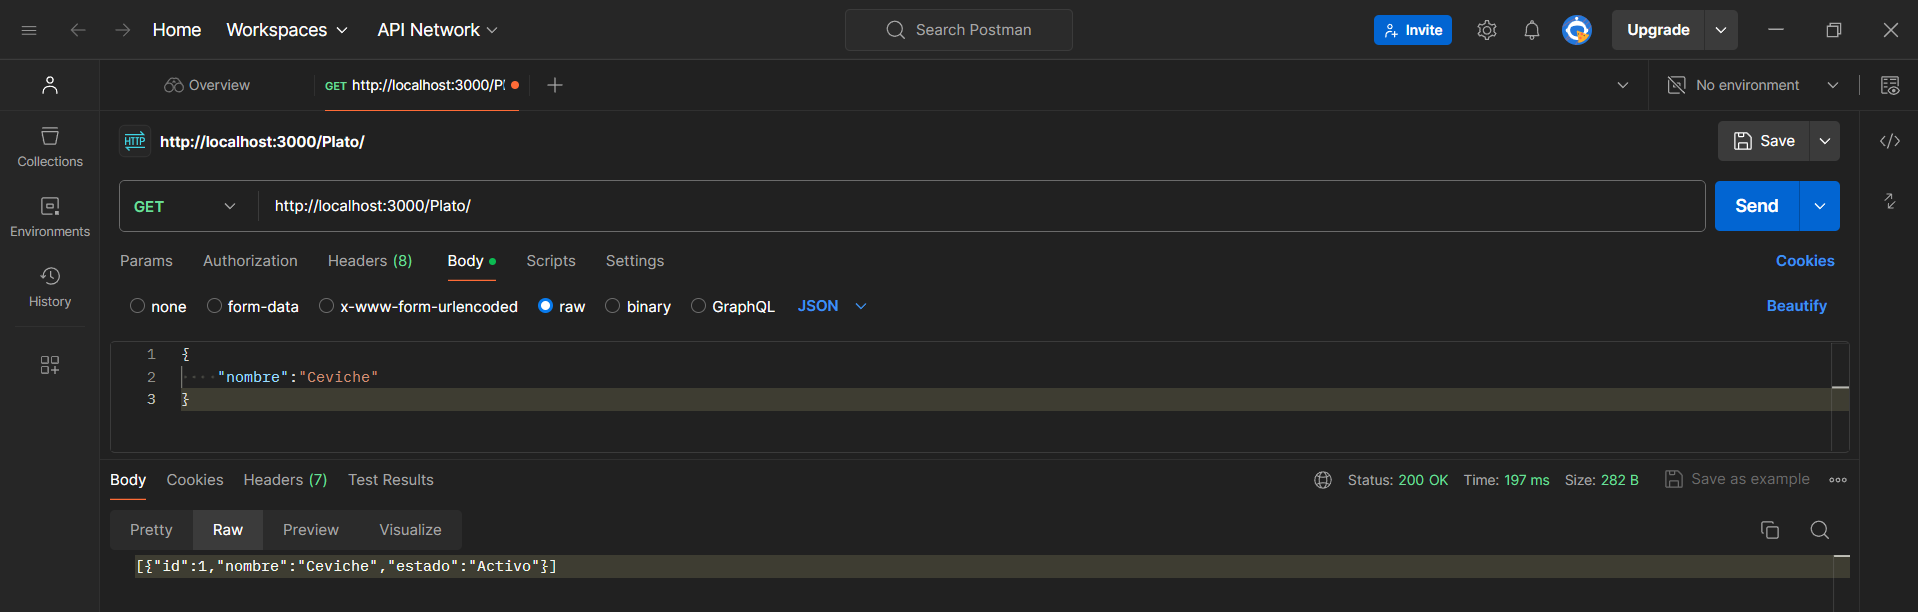 Home Workspaces API Network Search Postman Invite Upgrade
Overview GET http://localhost:3000/Pl No environment
HTTP http://localhost:3000/Plato/ Save
Collections
GET http://localhost:3000/Plato/ Send
Environments
Params Authorization Headers (8) Body Scripts Settings Cookies
History
none form-data x-www-form-urlencoded raw binary GraphQL JSON Beautify
1 {
2 "nombre":"Ceviche"
3 }
Body Cookies Headers (7) Test Results Status: 200 OK Time: 197 ms Size: 282 B Save as example
Pretty Raw Preview Visualize
[{"id":1,"nombre":"Ceviche","estado":"Activo"}]